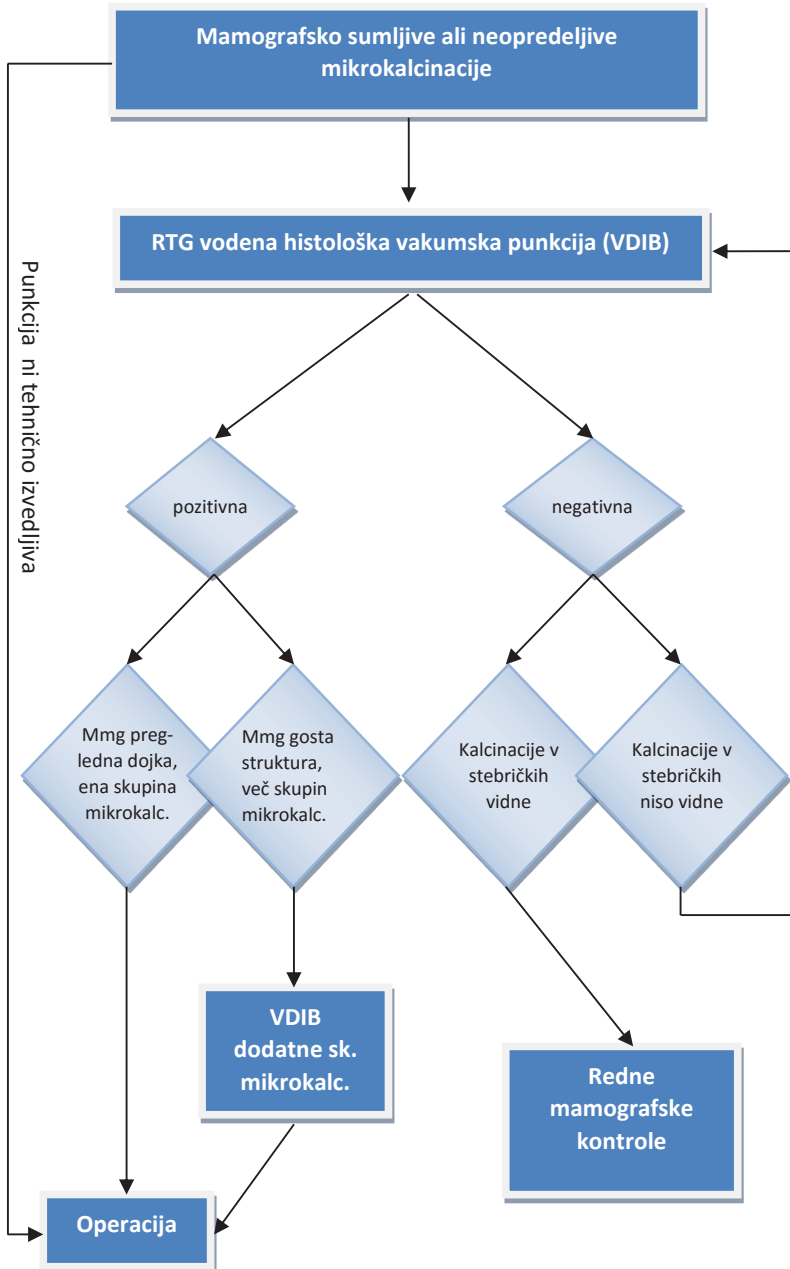 Mamografsko sumljive ali neopredeljive
mikrokalcinacije
RTG vodena histološka vakumska punkcija (VDIB)
Punkcija ni tehnično izvedljiva
pozitivna
negativna
Mmg preg-
ledna dojka,
ena skupina
mikrokalc.
Mmg gosta
struktura,
več skupin
mikrokalc.
Kalcinacije v
stebričkih
vidne
Kalcinacije v
stebričkih
niso vidne
VDIB
dodatne sk.
mikrokalc.
Redne
mamografske
kontrole
Operacija